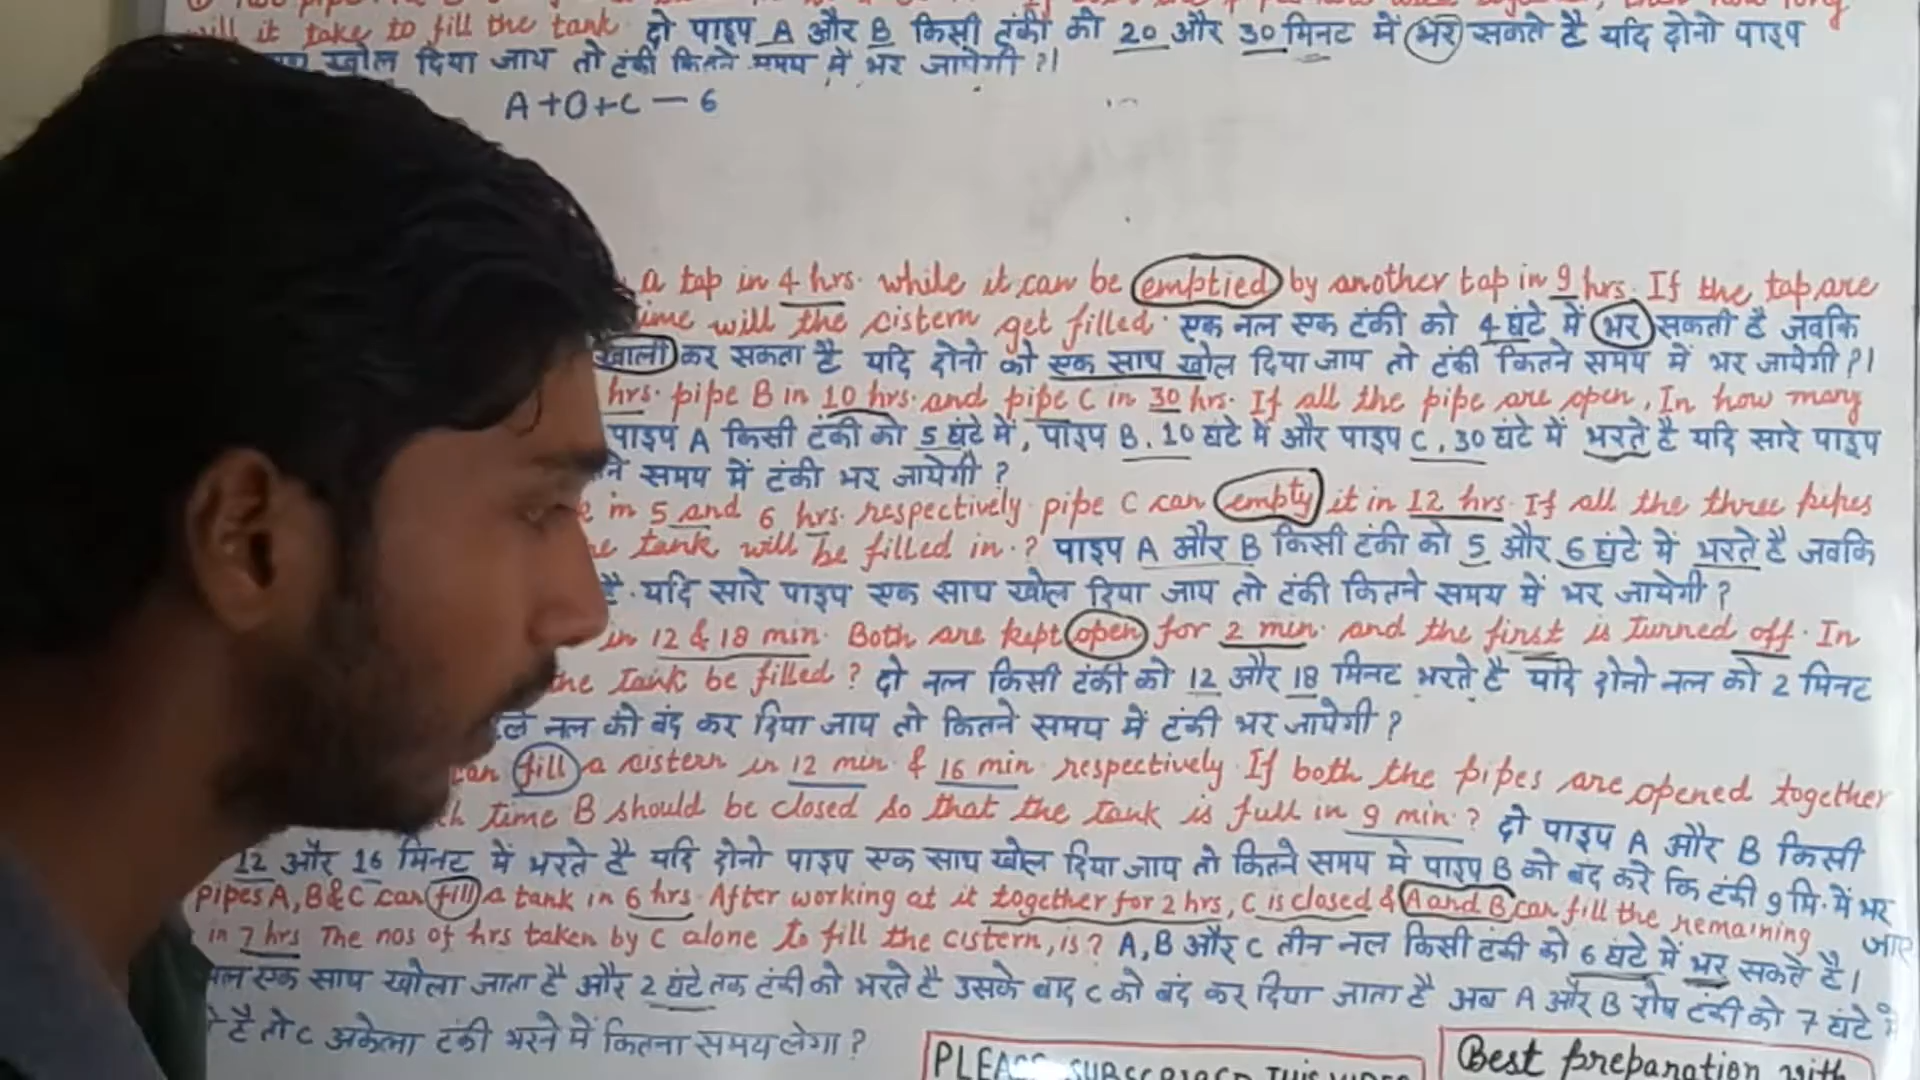 will it take to fill the tank. दो पाइप A और B किसी टंकी को 20 और 30 मिनट में भर सकते है यदि दोनो पाइप
खोल दिया जाय तो टंकी कितने समय में भर जायेगी ?।
A+B+C — 6
a tap in 4 hrs. while it can be emptied by another tap in 9 hrs. If the tap are
time will the cistern get filled. एक नल एक टंकी को 4 घंटे में भर सकती है जबकि
खाली कर सकता है यदि दोनो को एक साथ खोल दिया जाय तो टंकी कितने समय में भर जायेगी ?।
hrs. pipe B in 10 hrs. and pipe C in 30 hrs. If all the pipe are open, In how many
पाइप A किसी टंकी को 5 घंटे में, पाइप B, 10 घंटे में और पाइप C, 30 घंटे में भरते है यदि सारे पाइप
समय में टंकी भर जायेगी ?
in 5 and 6 hrs. respectively. pipe C can empty it in 12 hrs. If all the three pipes
tank will be filled in.? पाइप A और B किसी टंकी को 5 और 6 घंटे में भरते है जबकि
है. यदि सारे पाइप एक साथ खोल दिया जाय तो टंकी कितने समय में भर जायेगी ?
in 12 & 18 min. Both are kept open for 2 min. and the first is turned off. In
the Tank be filled? दो नल किसी टंकी को 12 और 18 मिनट भरते है यदि दोनो नल को 2 मिनट
नल को बंद कर दिया जाय तो कितने समय में टंकी भर जायेगी ?
can fill a cistern in 12 min. & 16 min. respectively. If both the pipes are opened together
time B should be closed so that the tank is full in 9 min.? दो पाइप A और B किसी
12 और 16 मिनट में भरते है यदि दोनो पाइप एक साथ खोल दिया जाय तो कितने समय मे पाइप B को बंद करे कि टंकी 9 मि. में भर
जाए
pipes A, B & C can fill a tank in 6 hrs. After working at it together for 2 hrs, C is closed & A and B can fill the remaining
in 7 hrs The nos of hrs taken by C alone to fill the cistern, is? A, B और C तीन नल किसी टंकी को 6 घंटे में भर सकते है।
एक साथ खोला जाता है और 2 घंटे तक टंकी को भरते है उसके बाद C को बंद कर दिया जाता है अब A और B शेष टंकी को 7 घंटे में
है तो C अकेला टंकी भरने में कितना समय लेगा ?
PLEASE THIS VIDEO
Best preparation with